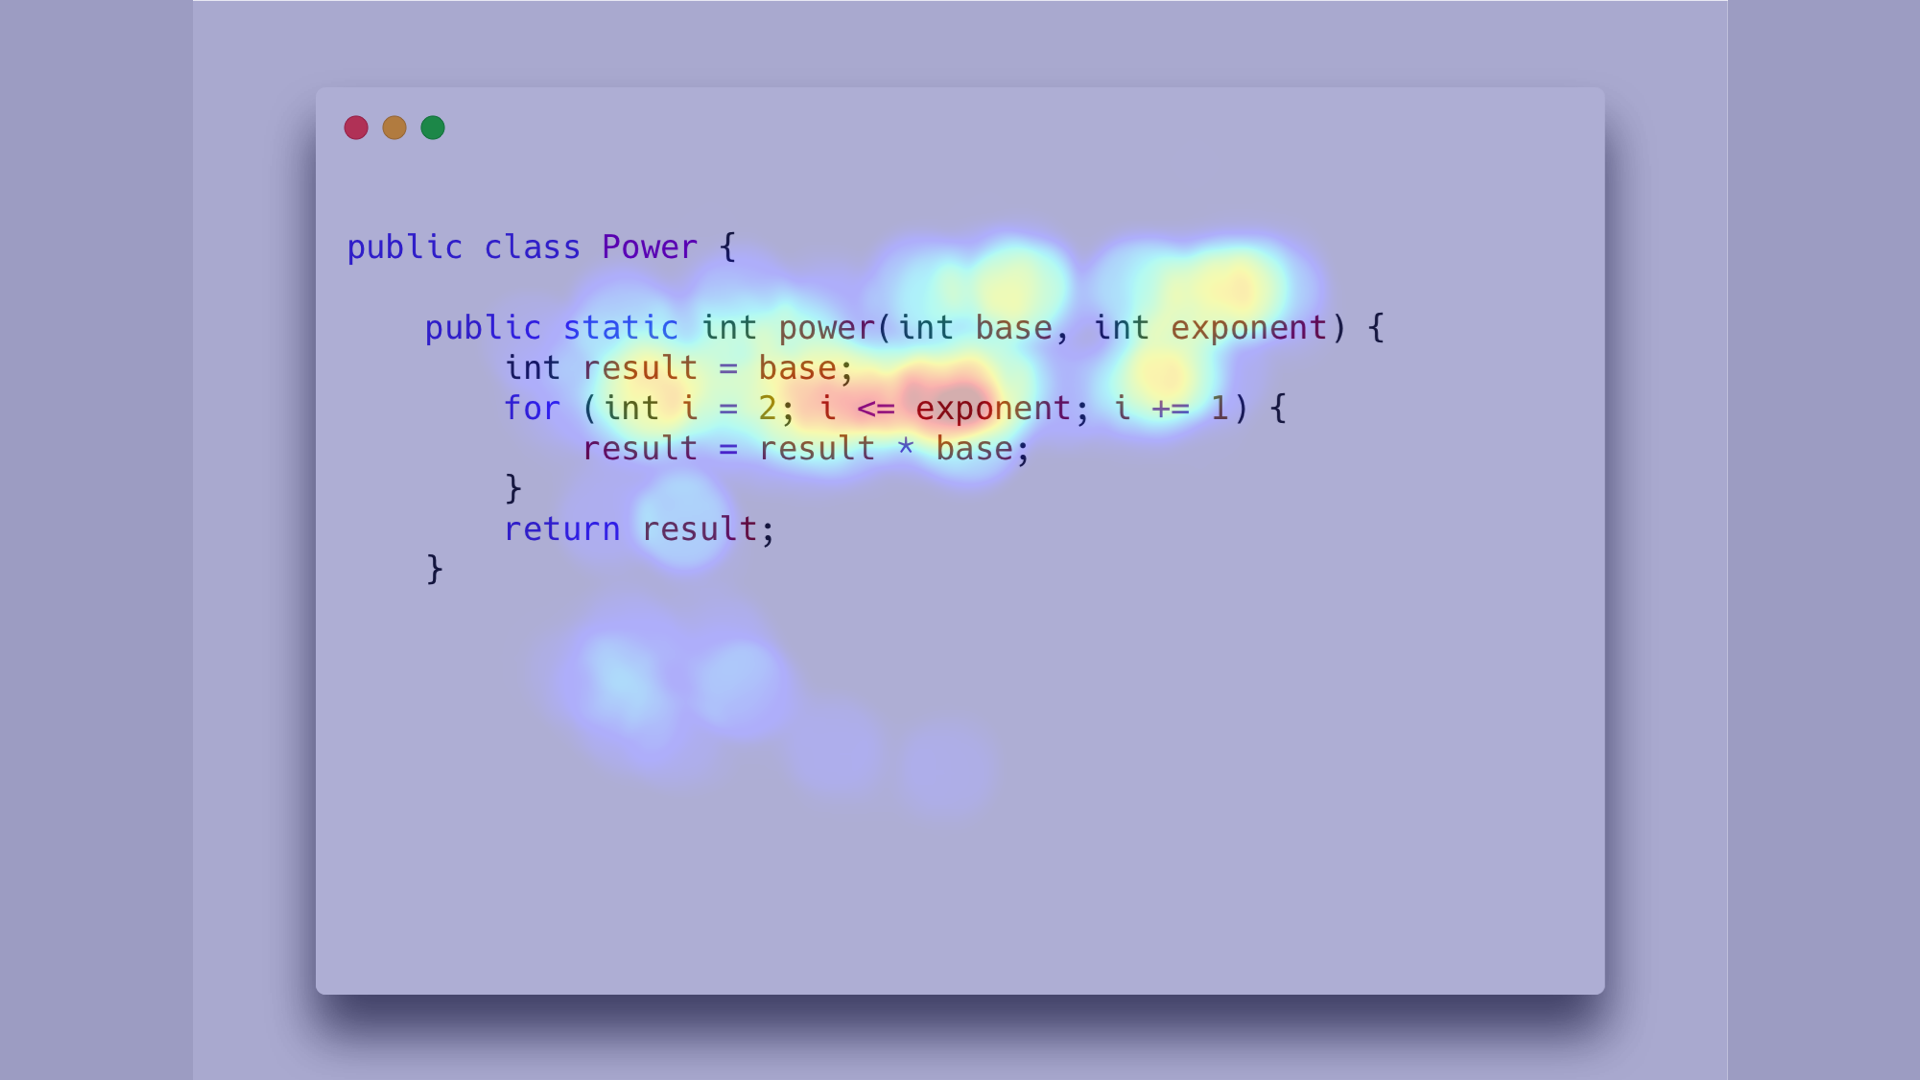 public class Power {
    public static int power(int base, int exponent) {
        int result = base;
        for (int i = 2; i <= exponent; i += 1) {
            result = result * base;
        }
        return result;
    }